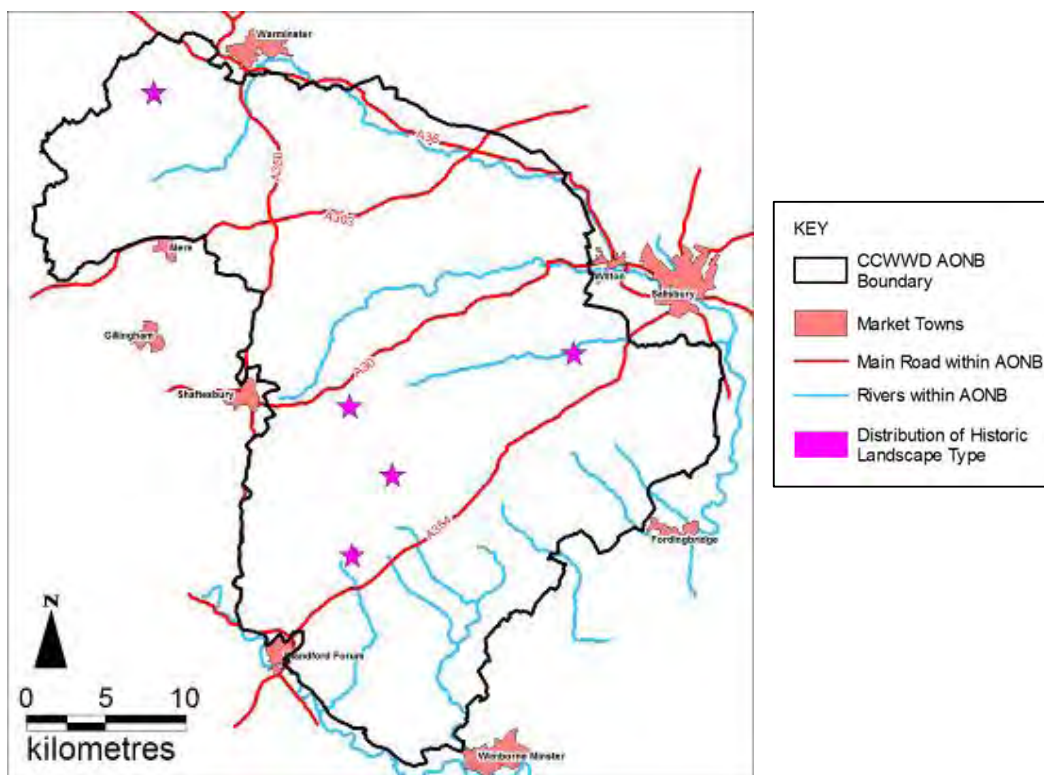 Warminster
A36
A350
A303
Mere
Wilton
Salisbury
Gillingham
Shaftesbury
A30
A354
Fordingbridge
N
Blandford Forum
Wimborne Minster
0 5 10
kilometres
KEY
CCWWD AONB
Boundary
Market Towns
Main Road within AONB
Rivers within AONB
Distribution of Historic
Landscape Type